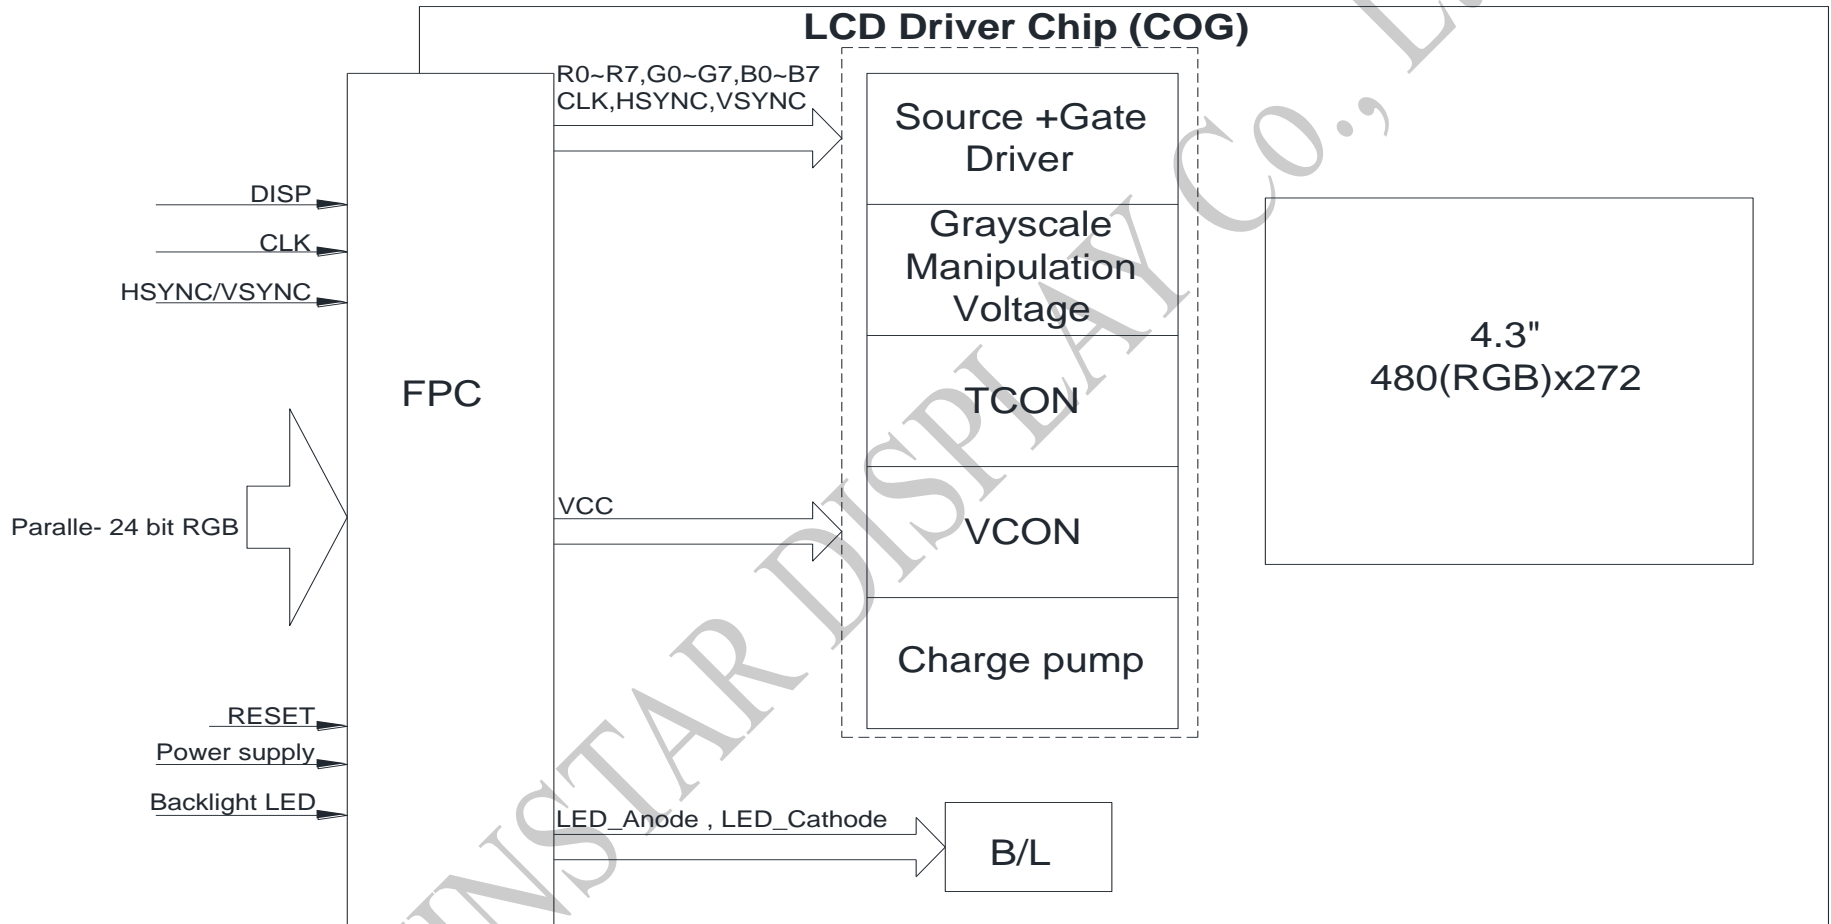 LCD Driver Chip (COG)
R0~R7,G0~G7,B0~B7
CLK,HSYNC,VSYNC
Source +Gate
Driver
DISP
CLK
HSYNC/VSYNC
Grayscale
Manipulation
Voltage
4.3"
480(RGB)x272
FPC
TCON
Paralle- 24 bit RGB
VCC
VCON
Charge pump
RESET
Power supply
Backlight LED
LED_Anode , LED_Cathode
B/L
DISPLAY Co.,